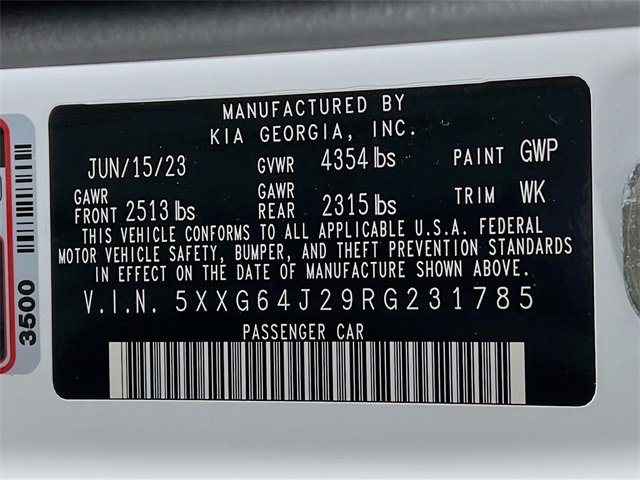 MANUFACTURED BY
KIA GEORGIA, INC.
JUN/15/23 GVWR 4354 lbs PAINT GWP
GAWR FRONT 2513 lbs GAWR REAR 2315 lbs TRIM WK
THIS VEHICLE CONFORMS TO ALL APPLICABLE U.S.A. FEDERAL
MOTOR VEHICLE SAFETY, BUMPER, AND THEFT PREVENTION STANDARDS
IN EFFECT ON THE DATE OF MANUFACTURE SHOWN ABOVE.
V.I.N. 5XXG64J29RG231785
PASSENGER CAR
3500